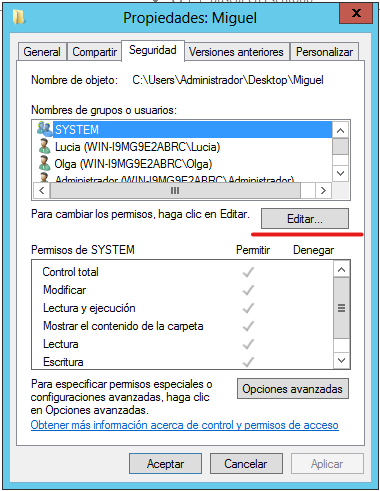 Propiedades: Miguel
x
General Compartir Seguridad Versiones anteriores Personalizar
Nombre de objeto: C:\Users\Administrador\Desktop\Miguel
Nombres de grupos o usuarios:
SYSTEM
Lucia (WIN-I9MG9E2ABRC\Lucia)
Olga (WIN-I9MG9E2ABRC\Olga)
Administrador (WIN-I9MG9E2ABRC\Administrador)
Para cambiar los permisos, haga clic en Editar. Editar...
Permisos de SYSTEM Permitir Denegar
Control total
Modificar
Lectura y ejecución
Mostrar el contenido de la carpeta
Lectura
Escritura
Para especificar permisos especiales o
configuraciones avanzadas, haga clic
en Opciones avanzadas.
Opciones avanzadas
Obtener más información acerca de control y permisos de acceso
Aceptar Cancelar Aplicar